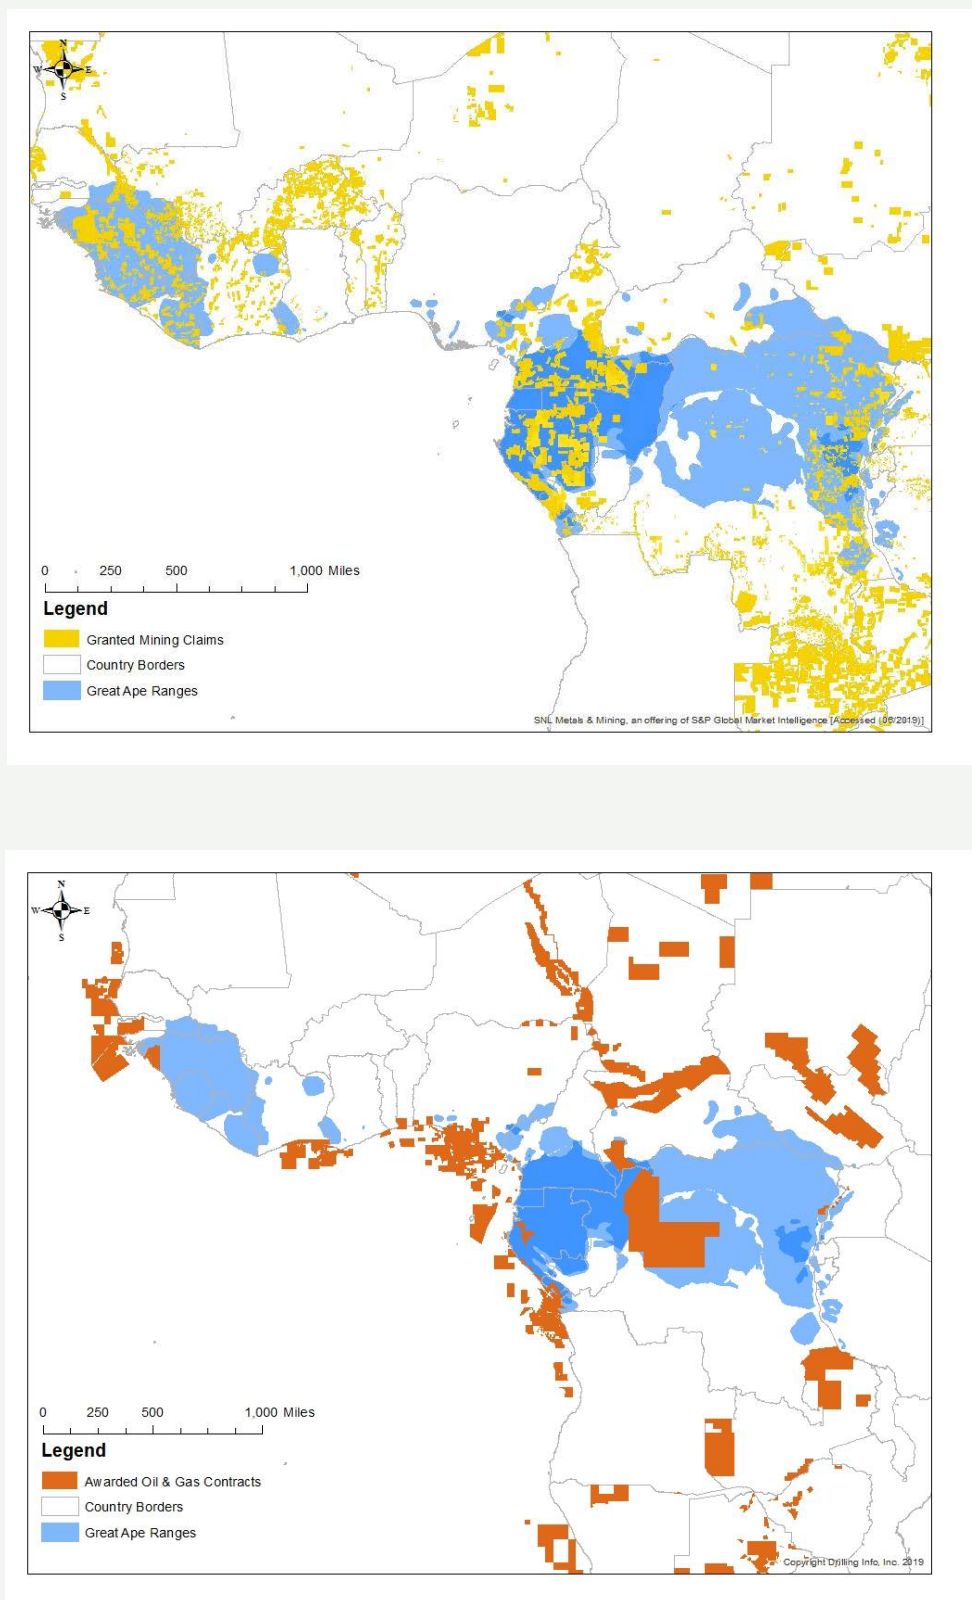 N
W E
S
0 250 500 1,000 Miles
Legend
Granted Mining Claims
Country Borders
Great Ape Ranges
SNL Metals & Mining, an offering of S&P Global Market Intelligence [Accessed (06/2019)]
N
W E
S
0 250 500 1,000 Miles
Legend
Awarded Oil & Gas Contracts
Country Borders
Great Ape Ranges
Copyright Drilling Info, Inc. 2019